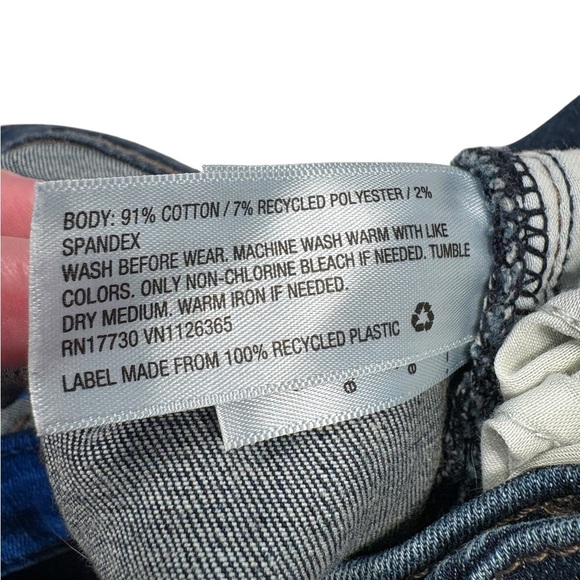 BODY: 91% COTTON / 7% RECYCLED POLYESTER / 2%
SPANDEX
WASH BEFORE WEAR. MACHINE WASH WARM WITH LIKE
COLORS. ONLY NON-CHLORINE BLEACH IF NEEDED. TUMBLE
DRY MEDIUM. WARM IRON IF NEEDED.
RN17730 VN1126365
LABEL MADE FROM 100% RECYCLED PLASTIC